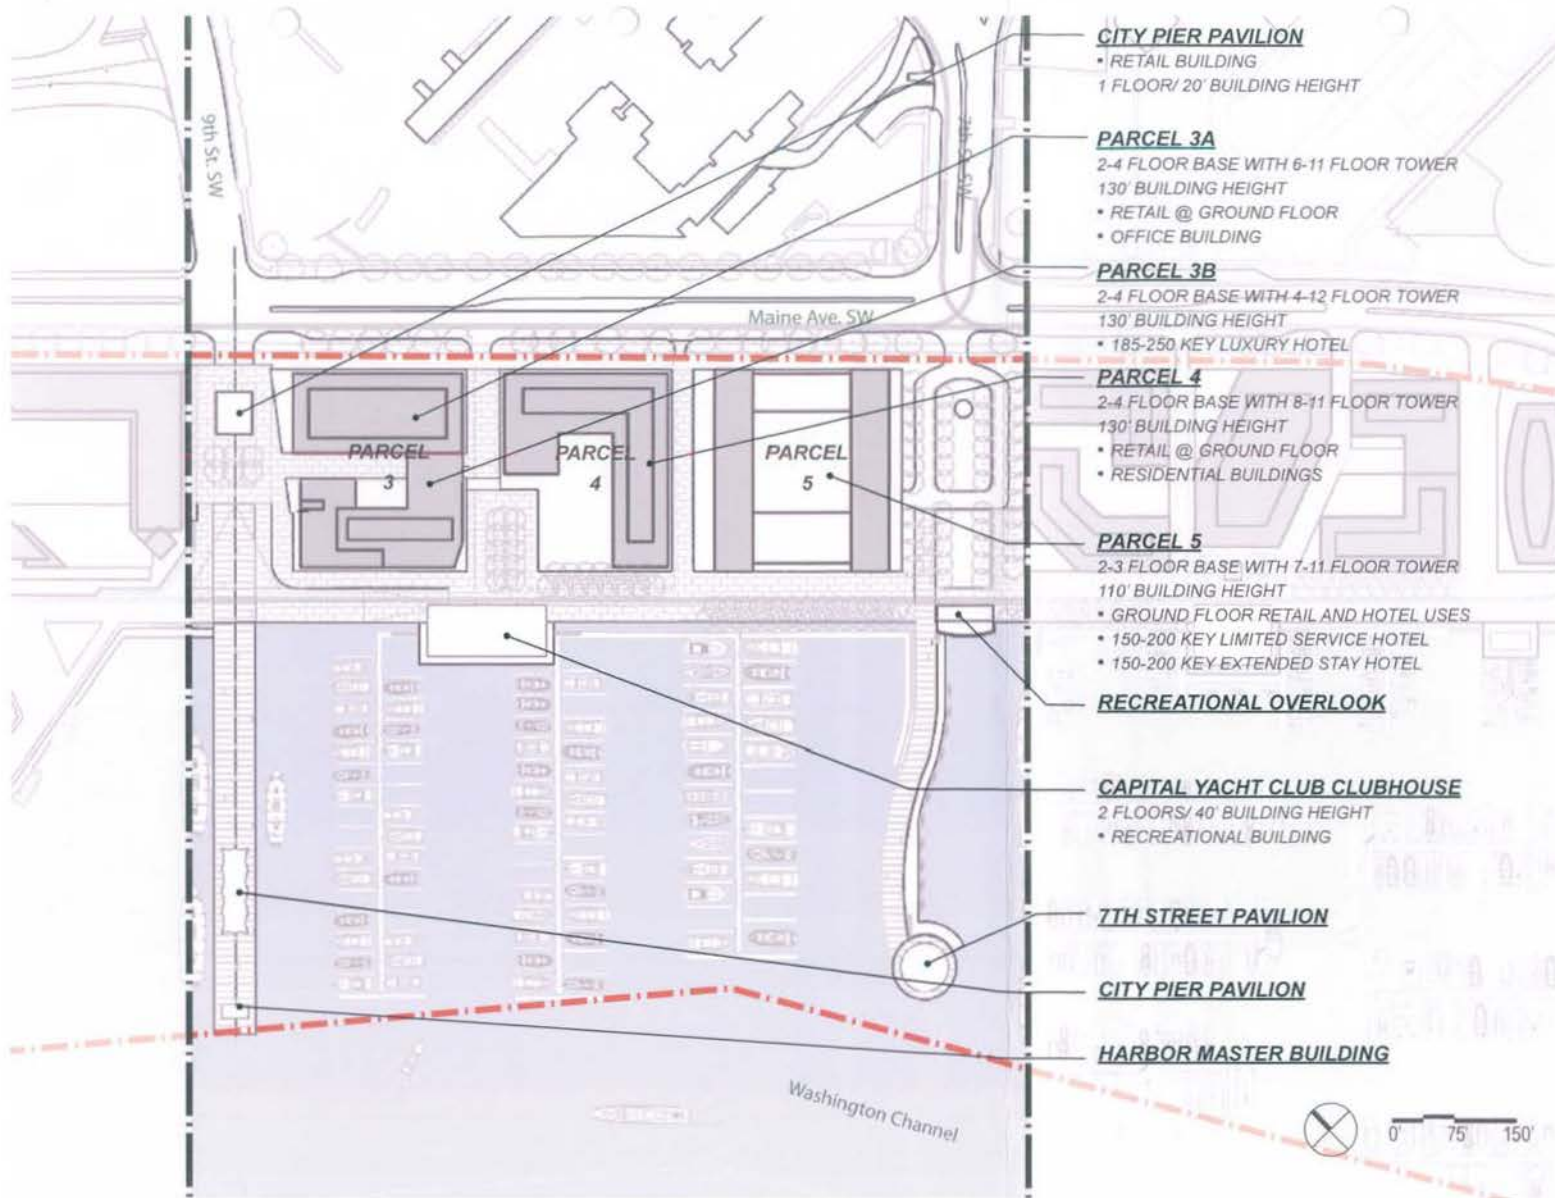 CITY PIER PAVILION
• RETAIL BUILDING
1 FLOOR/ 20' BUILDING HEIGHT
PARCEL 3A
2-4 FLOOR BASE WITH 6-11 FLOOR TOWER
130' BUILDING HEIGHT
• RETAIL @ GROUND FLOOR
• OFFICE BUILDING
PARCEL 3B
2-4 FLOOR BASE WITH 4-12 FLOOR TOWER
130' BUILDING HEIGHT
• 185-250 KEY LUXURY HOTEL
PARCEL 4
2-4 FLOOR BASE WITH 8-11 FLOOR TOWER
130' BUILDING HEIGHT
• RETAIL @ GROUND FLOOR
• RESIDENTIAL BUILDINGS
PARCEL 5
2-3 FLOOR BASE WITH 7-11 FLOOR TOWER
110' BUILDING HEIGHT
• GROUND FLOOR RETAIL AND HOTEL USES
• 150-200 KEY LIMITED SERVICE HOTEL
• 150-200 KEY EXTENDED STAY HOTEL
RECREATIONAL OVERLOOK
CAPITAL YACHT CLUB CLUBHOUSE
2 FLOORS/ 40' BUILDING HEIGHT
• RECREATIONAL BUILDING
7TH STREET PAVILION
CITY PIER PAVILION
HARBOR MASTER BUILDING
9th St. SW
7th St. SW
Maine Ave. SW
PARCEL
3
PARCEL
4
PARCEL
5
Washington Channel
0' 75' 150'